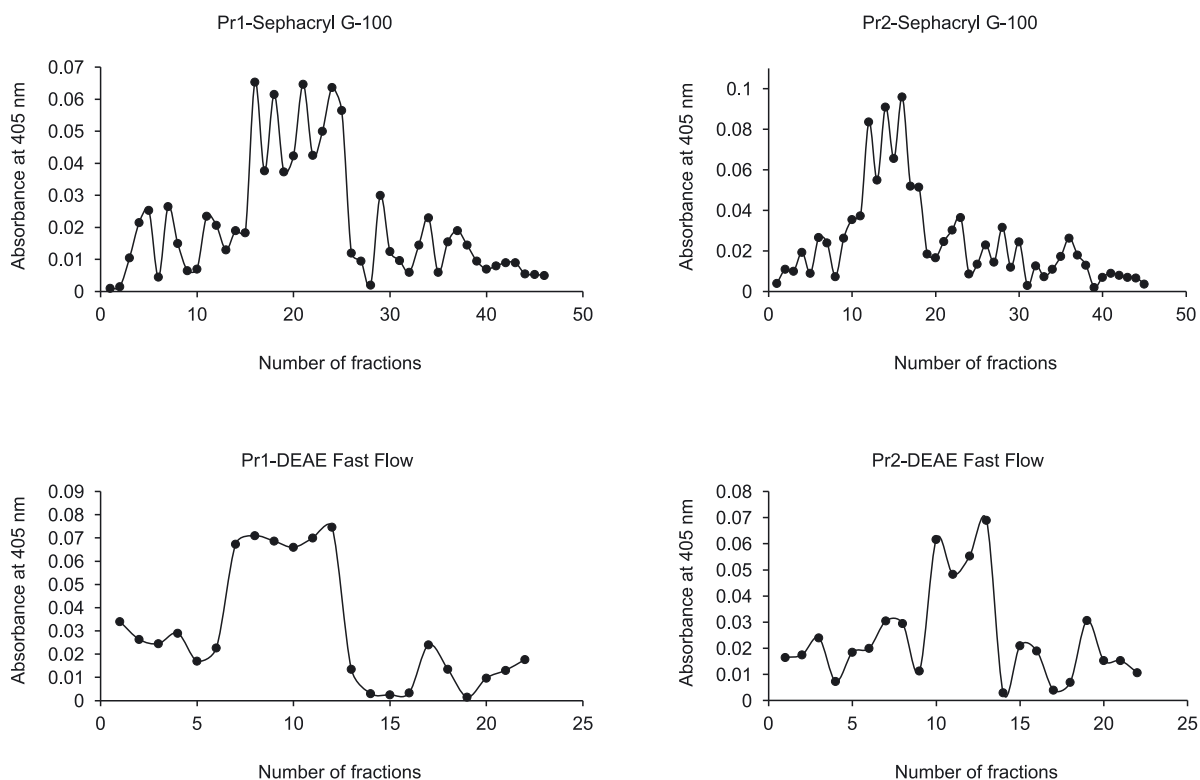 Pr1-Sephacryl G-100
Absorbance at 405 nm
0.07
0.06
0.05
0.04
0.03
0.02
0.01
0
0 10 20 30 40 50
Number of fractions
Pr2-Sephacryl G-100
Absorbance at 405 nm
0.1
0.08
0.06
0.04
0.02
0
0 10 20 30 40 50
Number of fractions
Pr1-DEAE Fast Flow
Absorbance at 405 nm
0.09
0.08
0.07
0.06
0.05
0.04
0.03
0.02
0.01
0
0 5 10 15 20 25
Number of fractions
Pr2-DEAE Fast Flow
Absorbance at 405 nm
0.08
0.07
0.06
0.05
0.04
0.03
0.02
0.01
0
0 5 10 15 20 25
Number of fractions